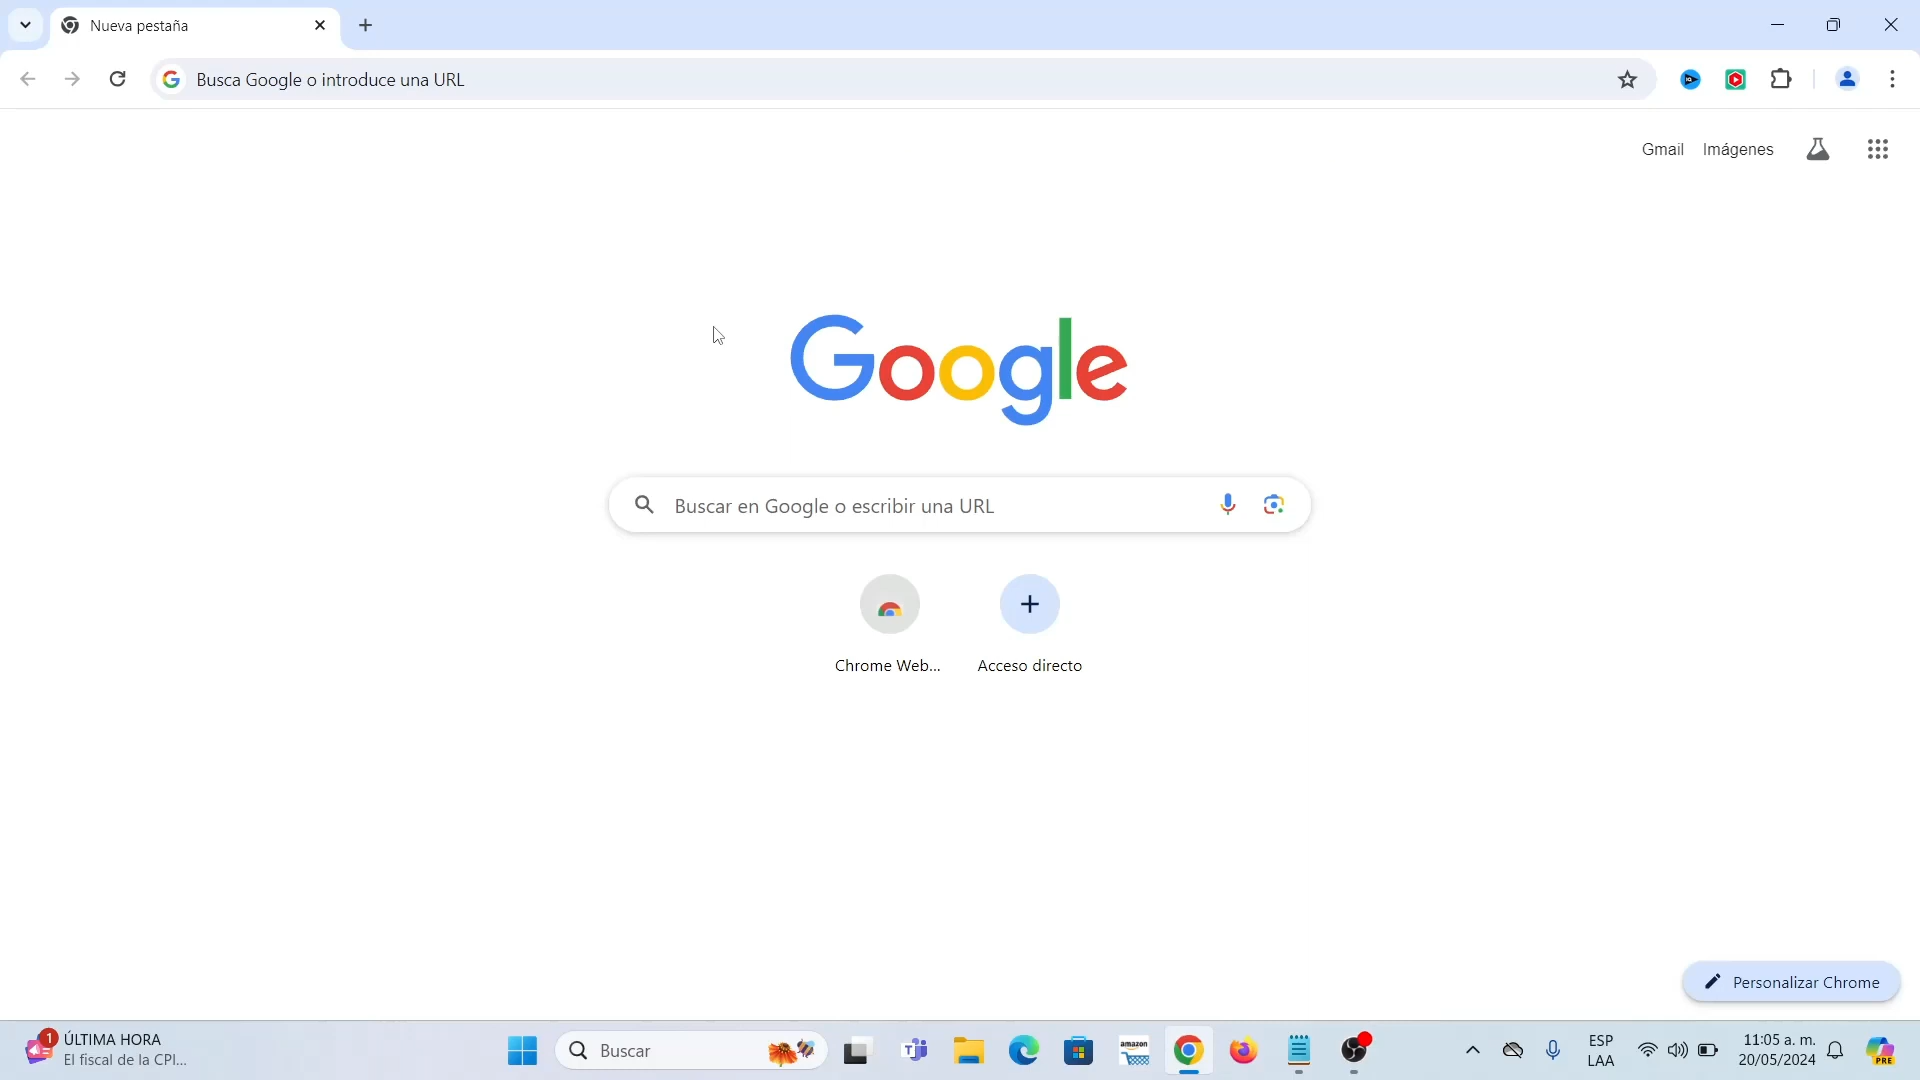 Nueva pestaña
Busca Google o introduce una URL
Gmail Imágenes
Google
Buscar en Google o escribir una URL
Chrome Web... Acceso directo
Personalizar Chrome
1
ÚLTIMA HORA
El fiscal de la CPI...
Buscar
amazon
ESP
LAA
11:05 a. m.
20/05/2024
PRE